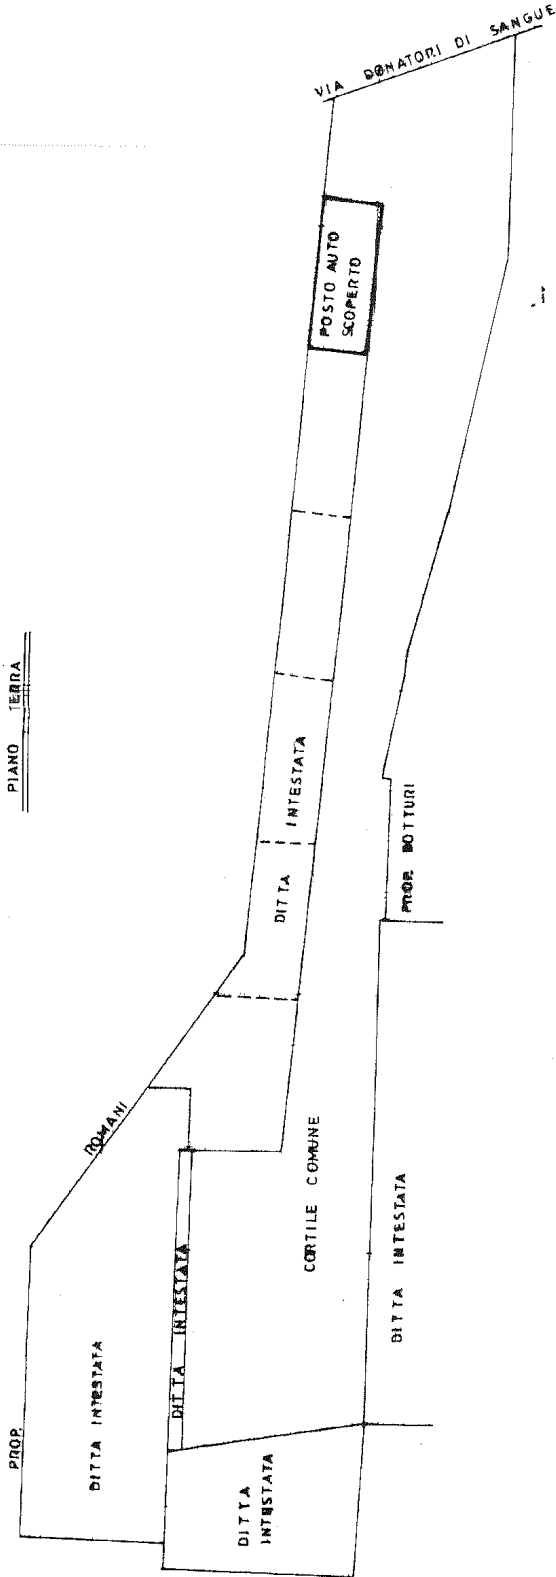 VIA DONATORI DI SANGUE
POSTO AUTO
SCOPERTO
PIANO TERRA
DITTA INTESTATA
PROP. BOTTURI
PROP. ROMANI
CORTILE COMUNE
DITTA INTESTATA
DITTA INTESTATA
DITTA INTESTATA
DITTA
INTESTATA